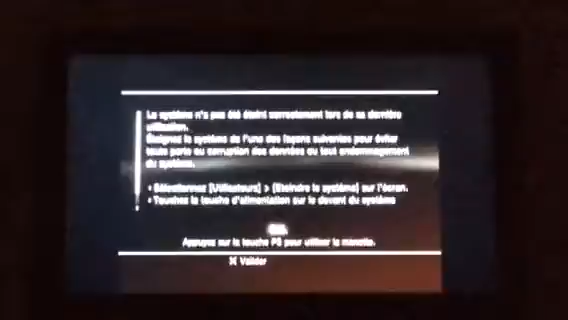 Le système n'a pas été éteint correctement lors de sa dernière
utilisation.
Éteignez le système de l'une des façons suivantes pour éviter
toute perte ou corruption des données ou tout endommagement
du système.
• Sélectionnez [Utilisateurs] > [Éteindre le système] sur l'écran.
• Touchez la touche d'alimentation sur le devant du système
Appuyez sur la touche PS pour utiliser la manette.
X Valider